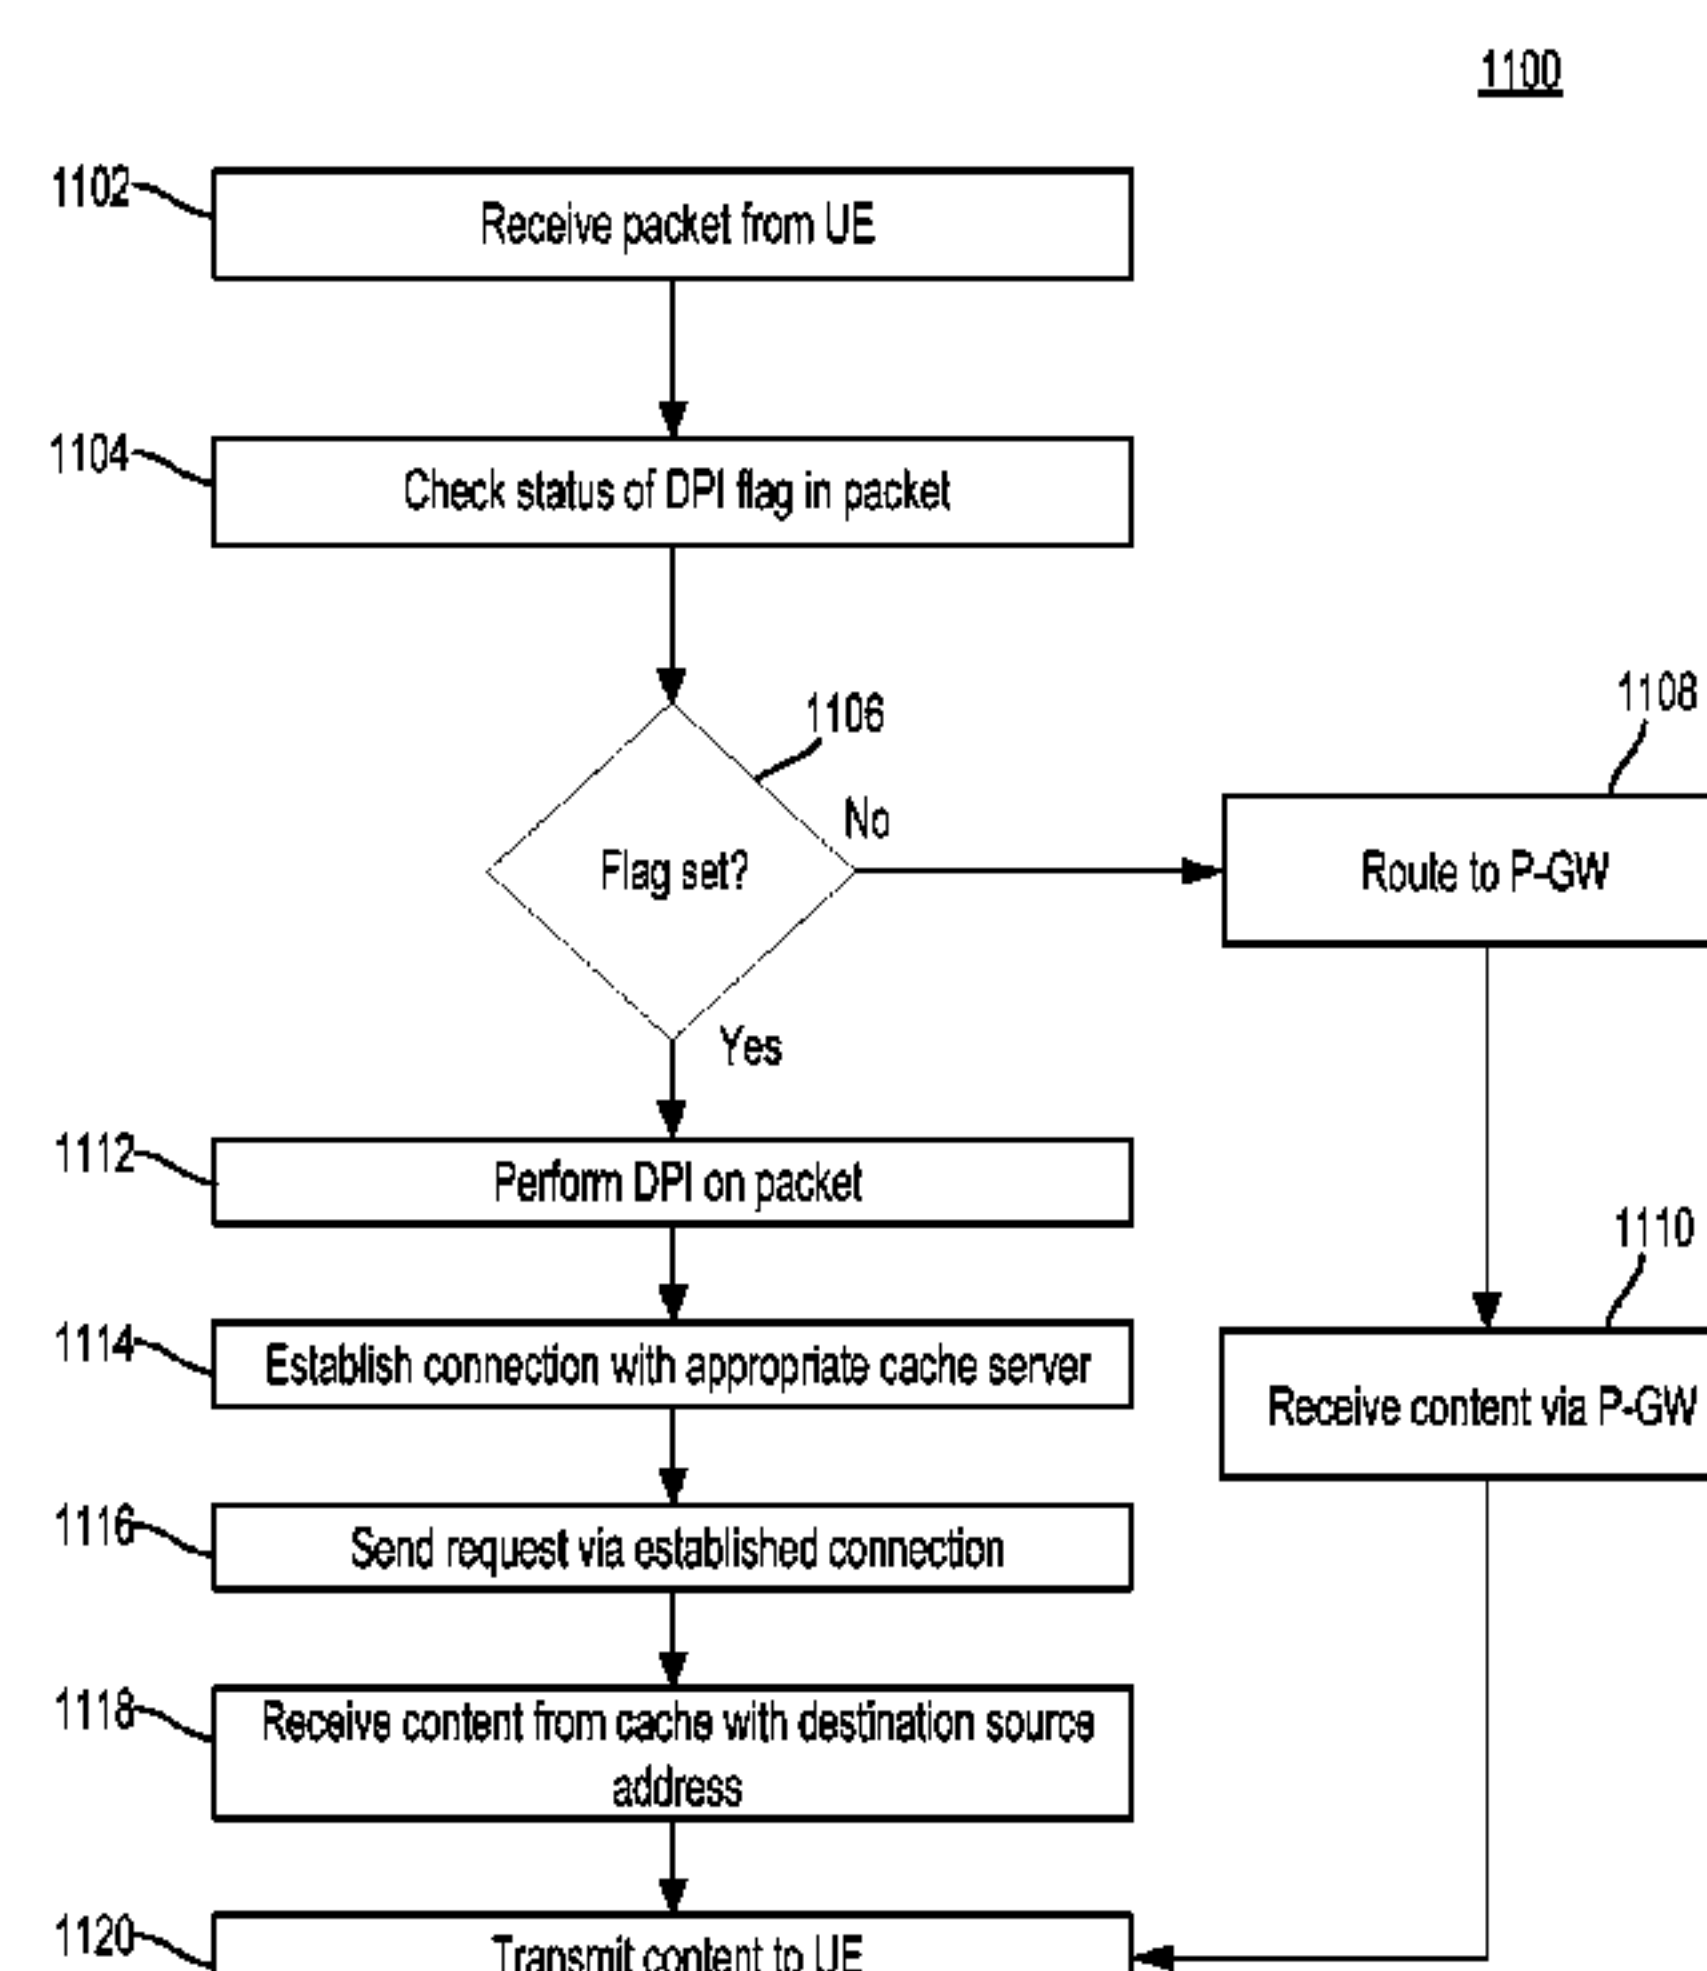 1100
1102
Receive packet from UE
1104
Check status of DPI flag in packet
1106
Flag set?
No
Yes
1108
Route to P-GW
1110
Receive content via P-GW
1112
Perform DPI on packet
1114
Establish connection with appropriate cache server
1116
Send request via established connection
1118
Receive content from cache with destination source
address
1120
Transmit content to UE